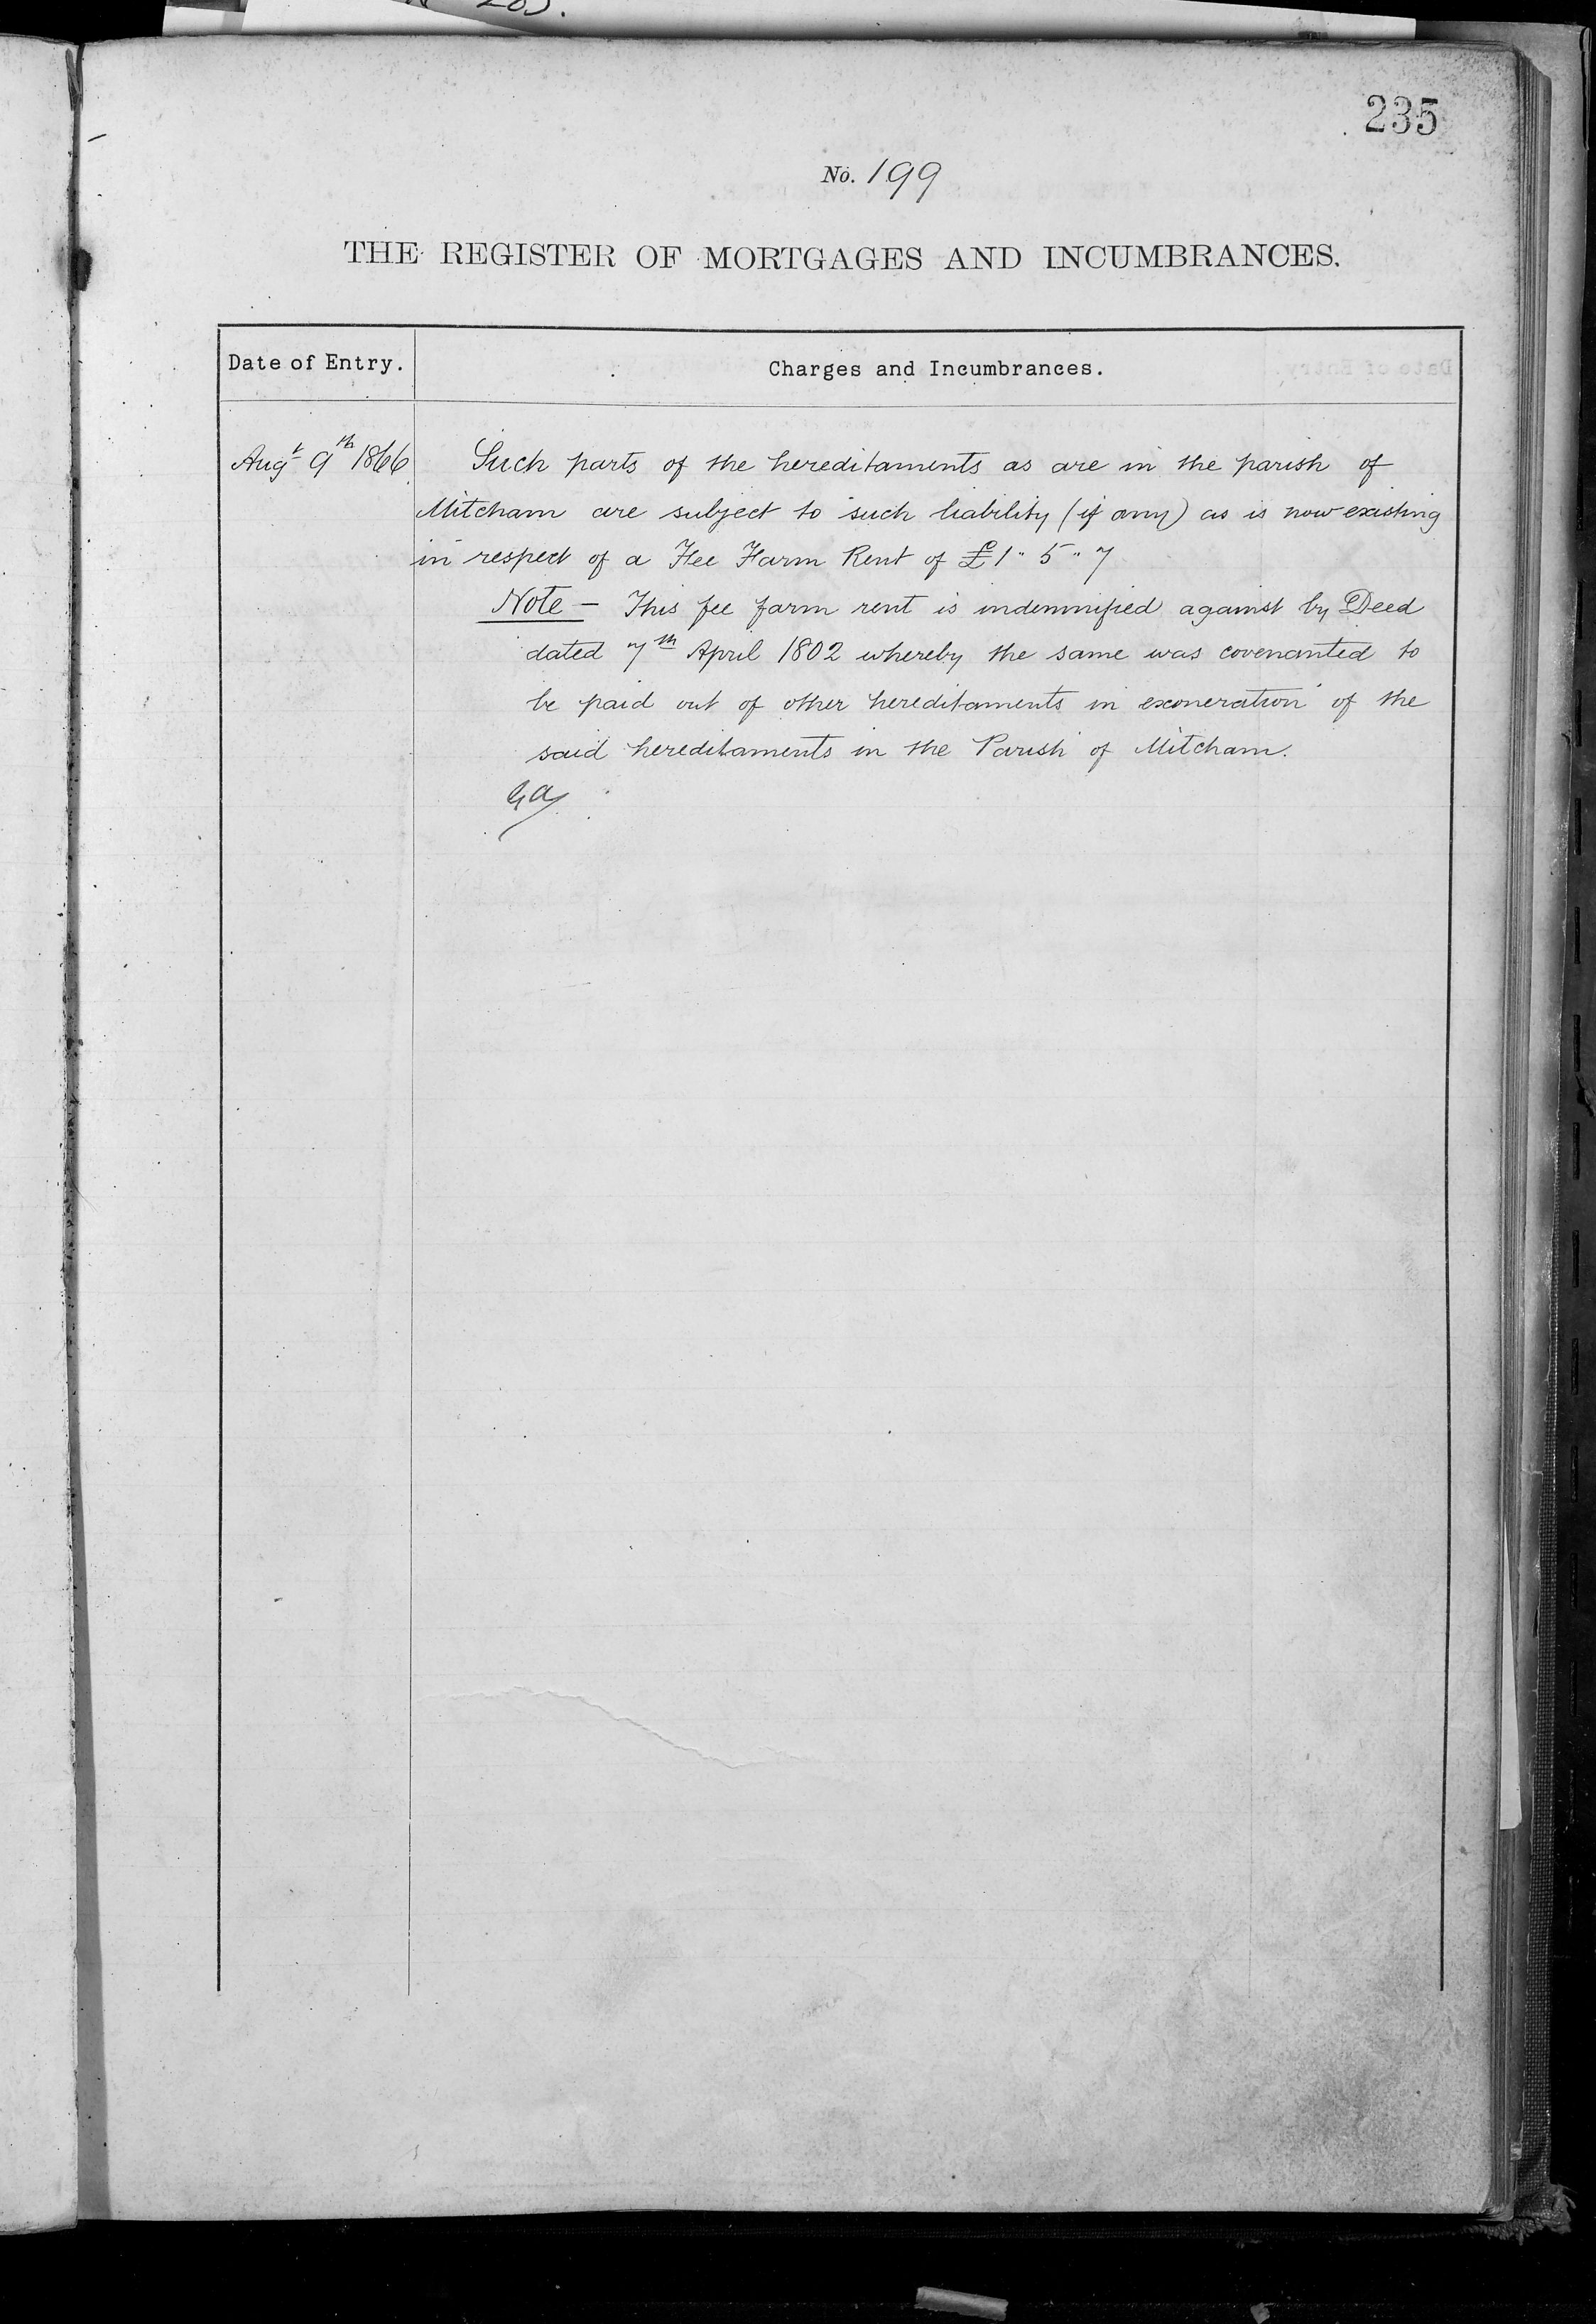 235
No. 199
THE REGISTER OF MORTGAGES AND INCUMBRANCES.
Date of Entry.
Charges and Incumbrances.
Augt 9th 1866
Such parts of the hereditaments as are in the parish of
Mitcham are subject to such liability (if any) as is now existing
in respect of a Fee Farm Rent of £1" 5" 7
Note - This fee farm rent is indemnified against by Deed
dated 7th April 1802 whereby the same was covenanted to
be paid out of other hereditaments in exoneration of the
said hereditaments in the Parish of Mitcham.